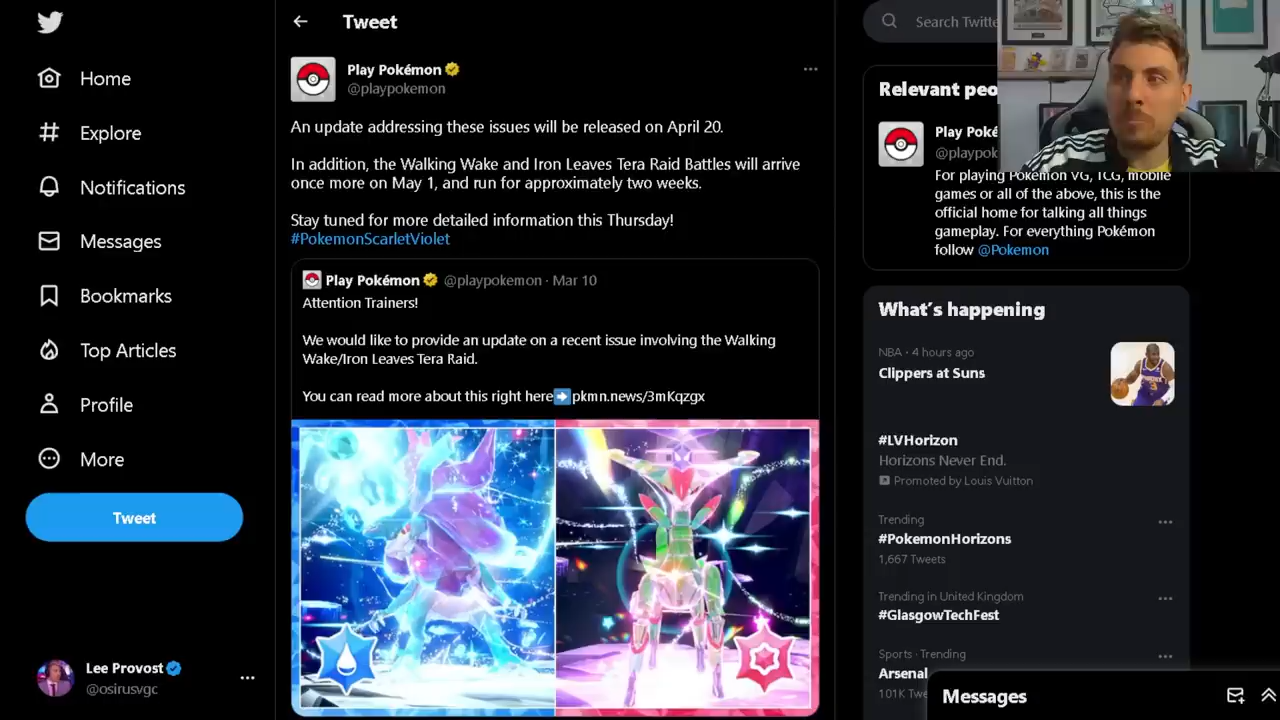 Home
Explore
Notifications
Messages
Bookmarks
Top Articles
Profile
More
Tweet
Lee Provost
@osirusvgc
Tweet
Play Pokémon
@playpokemon
An update addressing these issues will be released on April 20.
In addition, the Walking Wake and Iron Leaves Tera Raid Battles will arrive
once more on May 1, and run for approximately two weeks.
Stay tuned for more detailed information this Thursday!
#PokemonScarletViolet
Play Pokémon @playpokemon · Mar 10
Attention Trainers!
We would like to provide an update on a recent issue involving the Walking
Wake/Iron Leaves Tera Raid.
You can read more about this right here➡pkmn.news/3mKqzgx
Search Twitte
Relevant peo
Play Poké
@playpok
For playing Pokémon VG, TCG, mobile
games or all of the above, this is the
official home for talking all things
gameplay. For everything Pokémon
follow @Pokemon
What's happening
NBA · 4 hours ago
Clippers at Suns
#LVHorizon
Horizons Never End.
Promoted by Louis Vuitton
Trending
#PokemonHorizons
1,667 Tweets
Trending in United Kingdom
#GlasgowTechFest
Sports · Trending
Arsenal
101K Twe
Messages